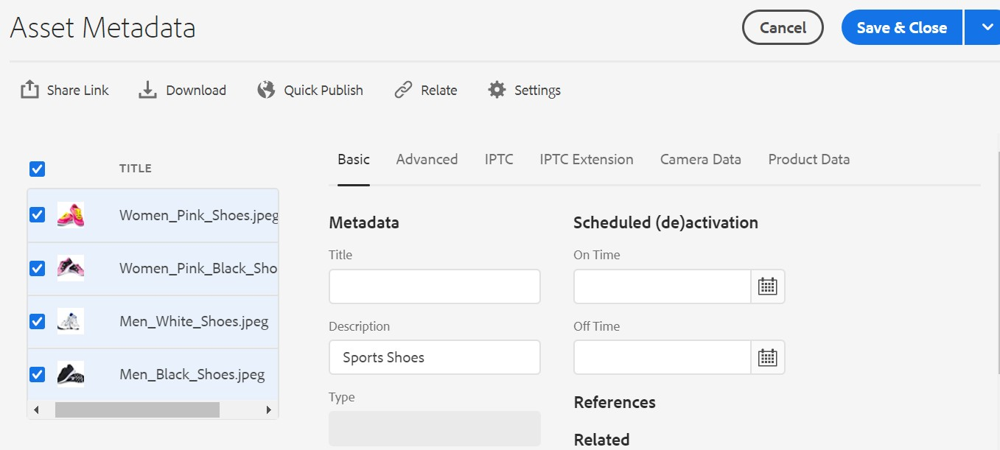 Asset Metadata
Cancel
Save & Close
Share Link
Download
Quick Publish
Relate
Settings
TITLE
Women_Pink_Shoes.jpeg
Women_Pink_Black_Sho
Men_White_Shoes.jpeg
Men_Black_Shoes.jpeg
Basic
Advanced
IPTC
IPTC Extension
Camera Data
Product Data
Metadata
Title
Description
Sports Shoes
Type
Scheduled (de)activation
On Time
Off Time
References
Related